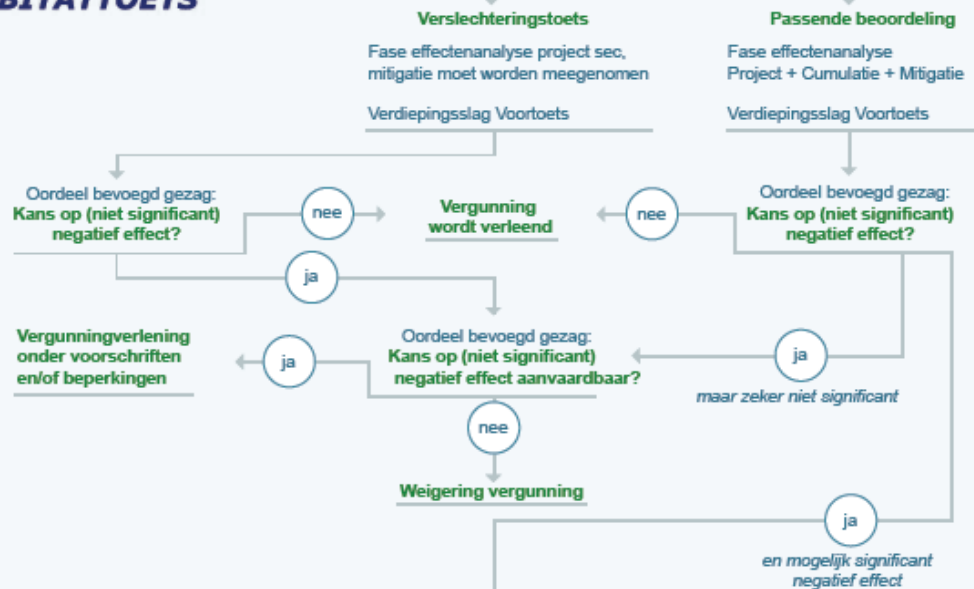 BITATTOETS
Verslechteringstoets
Fase effectenanalyse project sec,
mitigatie moet worden meegenomen
Verdiepingsslag Voortoets
Passende beoordeling
Fase effectenanalyse
Project + Cumulatie + Mitigatie
Verdiepingsslag Voortoets
Oordeel bevoegd gezag:
Kans op (niet significant)
negatief effect?
nee
Vergunning
wordt verleend
nee
Oordeel bevoegd gezag:
Kans op (niet significant)
negatief effect?
ja
Vergunningverlening
onder voorschriften
en/of beperkingen
ja
Oordeel bevoegd gezag:
Kans op (niet significant)
negatief effect aanvaardbaar?
ja
maar zeker niet significant
nee
Weigering vergunning
ja
en mogelijk significant
negatief effect